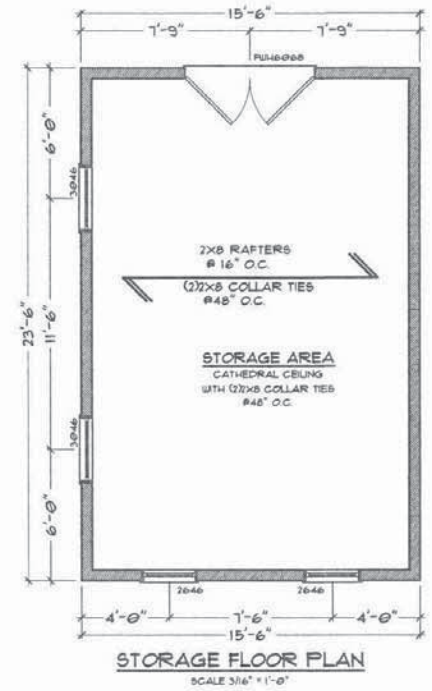 15'-6"
7'-9" 7'-9"
6'-0"
3046
2X8 RAFTERS
@ 16" O.C.
(2)2X8 COLLAR TIES
@48" O.C.
23'-6"
11'-6"
STORAGE AREA
CATHEDRAL CEILING
WITH (2)2X8 COLLAR TIES
@48" O.C.
3046
6'-0"
2646 2646
4'-0" 7'-6" 4'-0"
15'-6"
STORAGE FLOOR PLAN
SCALE 3/16" = 1'-0"